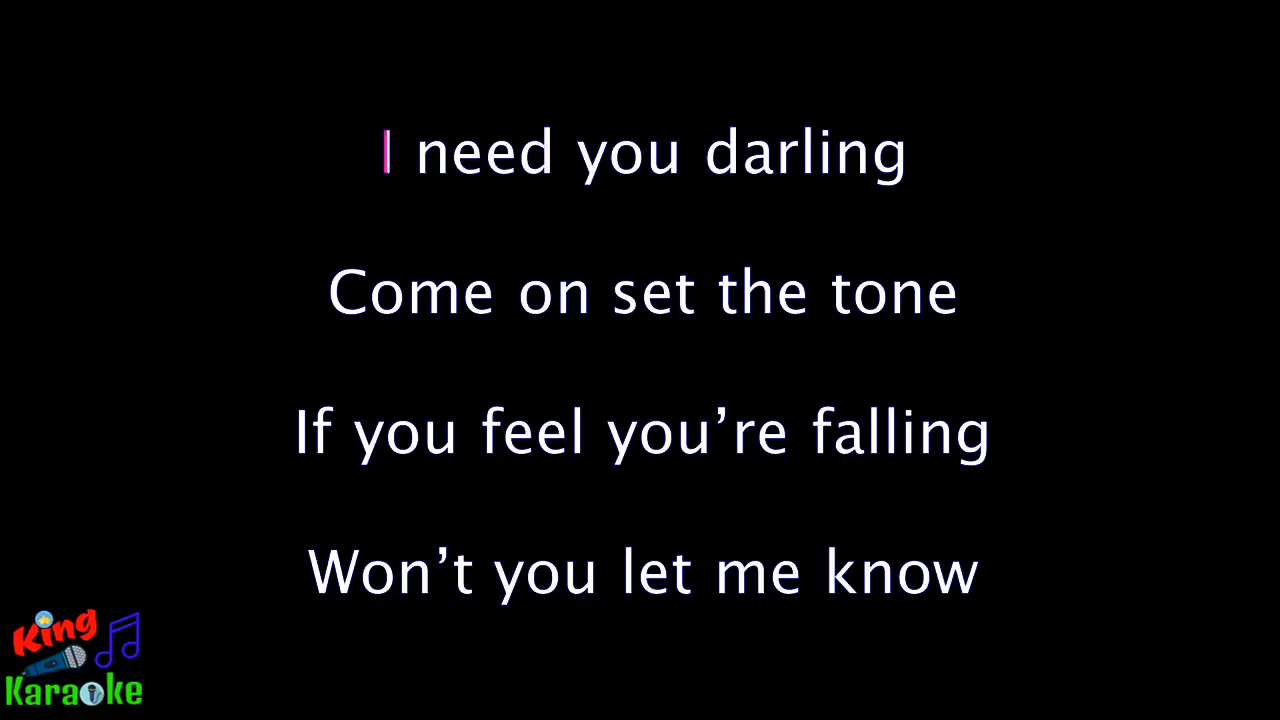 I need you darling
Come on set the tone
If you feel you’re falling
Won’t you let me know
King
Karaoke